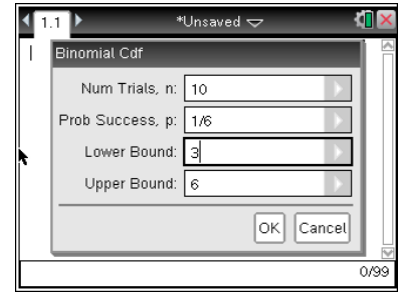 1.1 *Unsaved
Binomial Cdf
Num Trials, n: 10
Prob Success, p: 1/6
Lower Bound: 3
Upper Bound: 6
OK Cancel
0/99